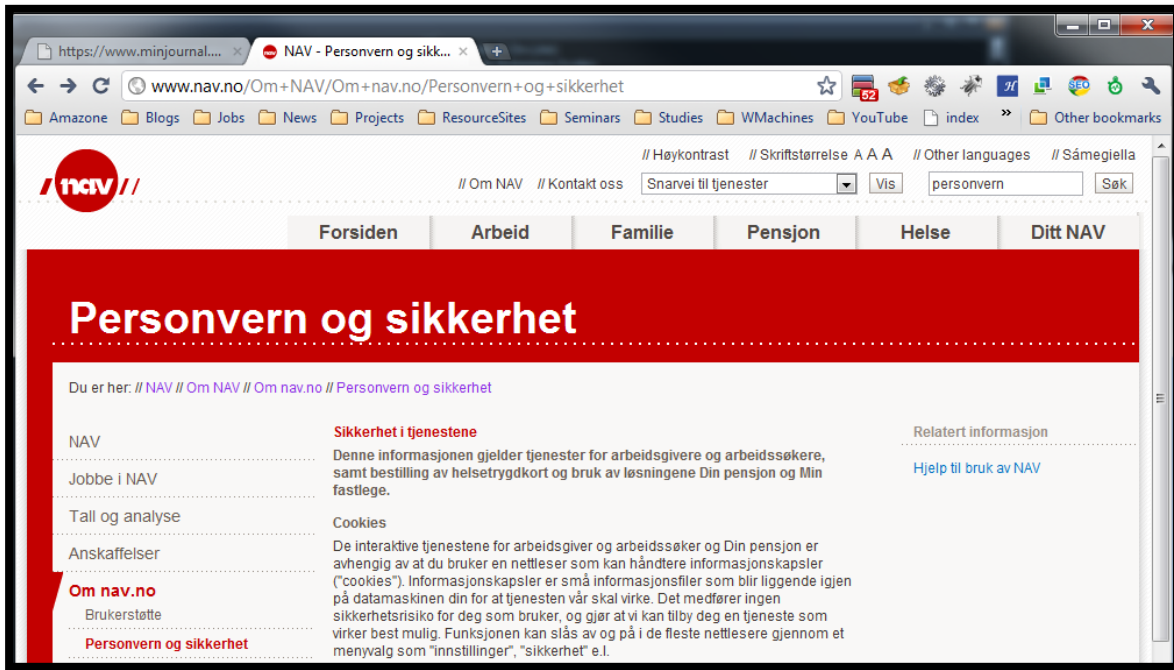 https://www.minjournal....
NAV - Personvern og sikk...
www.nav.no/Om+NAV/Om+nav.no/Personvern+og+sikkerhet
52
H
SEO
Amazone Blogs Jobs News Projects ResourceSites Seminars Studies WMachines YouTube index » Other bookmarks
// Høykontrast // Skriftstørrelse A A A // Other languages // Sámegiella
/ nav //
// Om NAV // Kontakt oss Snarvei til tjenester Vis personvern Søk
Forsiden Arbeid Familie Pensjon Helse Ditt NAV
Personvern og sikkerhet
Du er her: // NAV // Om NAV // Om nav.no // Personvern og sikkerhet
NAV
Jobbe i NAV
Tall og analyse
Anskaffelser
Om nav.no
Brukerstøtte
Personvern og sikkerhet
Sikkerhet i tjenestene
Denne informasjonen gjelder tjenester for arbeidsgivere og arbeidssøkere,
samt bestilling av helsetrygdkort og bruk av løsningene Din pensjon og Min
fastlege.
Cookies
De interaktive tjenestene for arbeidsgiver og arbeidssøker og Din pensjon er
avhengig av at du bruker en nettleser som kan håndtere informasjonskapsler
("cookies"). Informasjonskapsler er små informasjonsfiler som blir liggende igjen
på datamaskinen din for at tjenesten vår skal virke. Det medfører ingen
sikkerhetsrisiko for deg som bruker, og gjør at vi kan tilby deg en tjeneste som
virker best mulig. Funksjonen kan slås av og på i de fleste nettlesere gjennom et
menyvalg som "innstillinger", "sikkerhet" e.l.
Relatert informasjon
Hjelp til bruk av NAV